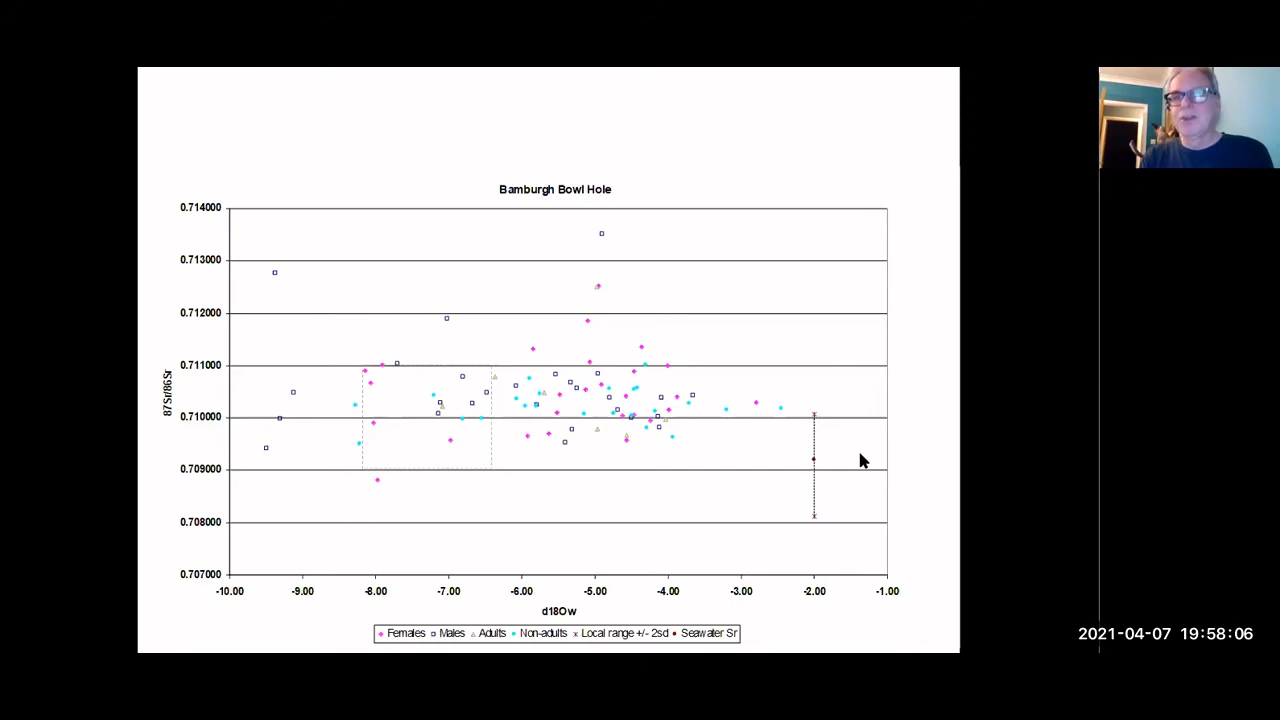 Bamburgh Bowl Hole
0.714000
0.713000
0.712000
0.711000
0.710000
0.709000
0.708000
0.707000
87Sr/86Sr
-10.00 -9.00 -8.00 -7.00 -6.00 -5.00 -4.00 -3.00 -2.00 -1.00
d18Ow
Females Males Adults Non-adults Local range +/- 2sd Seawater Sr
2021-04-07 19:58:06